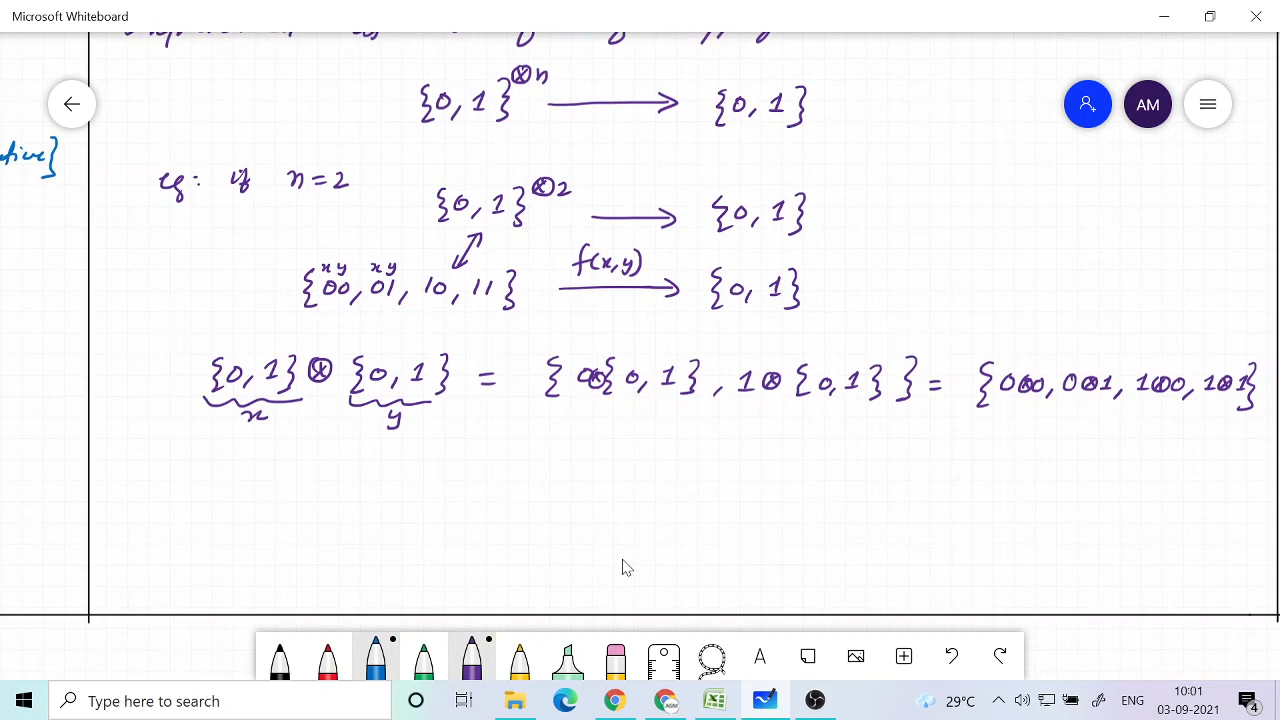 Microsoft Whiteboard
{0, 1}^⊗n ⟶ {0, 1}
AM
eg: if n = 2
{0, 1}^⊗2 ⟶ {0, 1}
x y x y f(x, y)
{00, 01, 10, 11} ⟶ {0, 1}
{0, 1} ⊗ {0, 1} = { 0⊗{0, 1}, 1⊗{0, 1} } = {0⊗0, 0⊗1, 1⊗0, 1⊗1}
x y
A
Type here to search
AGM
29°C
ENG
10:01
03-09-2021
4